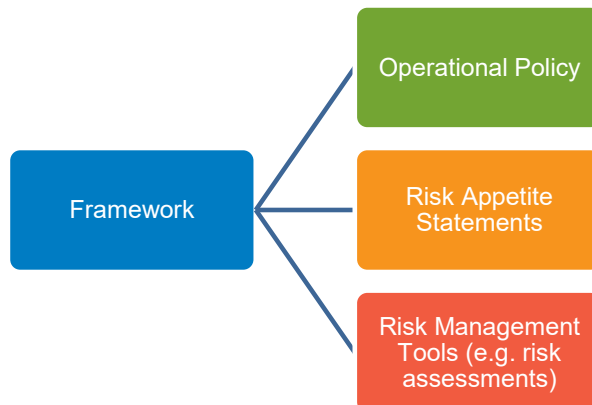 Operational Policy
Framework
Risk Appetite
Statements
Risk Management
Tools (e.g. risk
assessments)